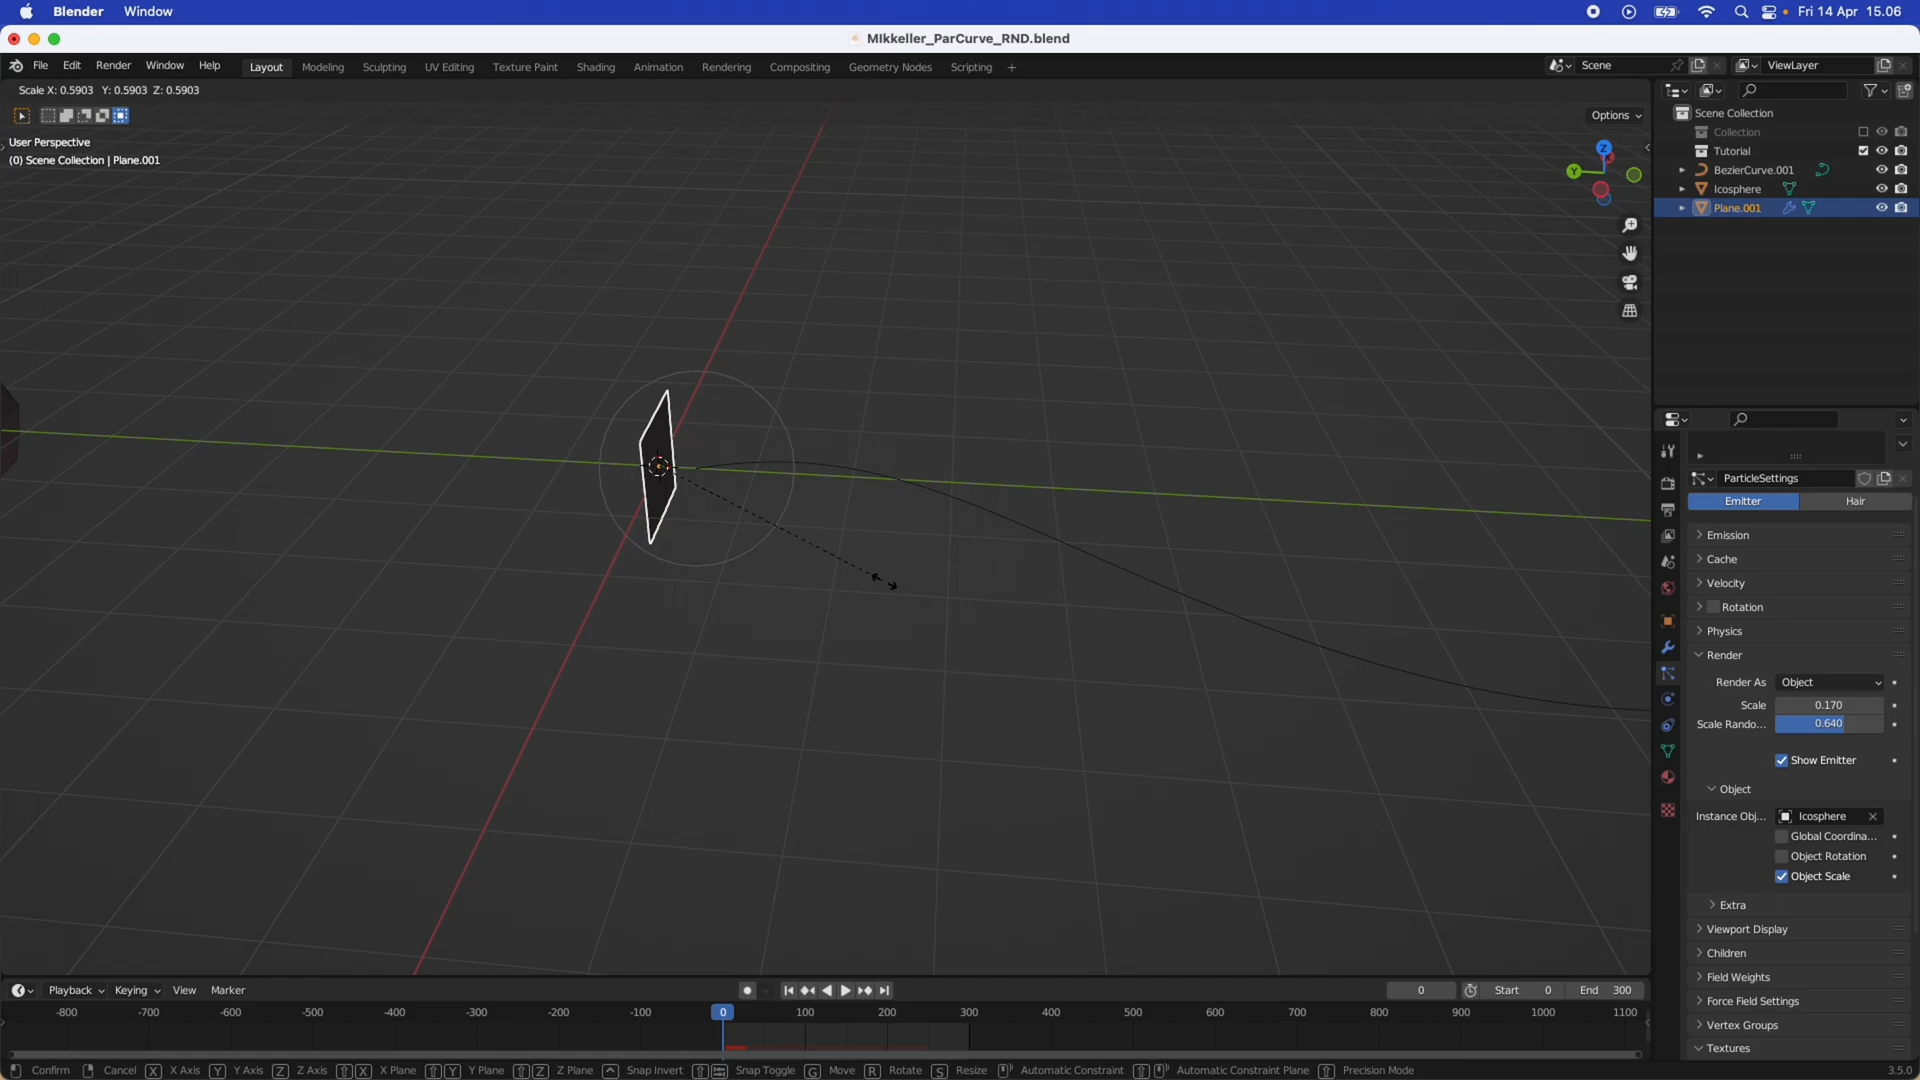 Blender Window Fri 14 Apr 15.06
MIkkeller_ParCurve_RND.blend
File Edit Render Window Help Layout Modeling Sculpting UV Editing Texture Paint Shading Animation Rendering Compositing Geometry Nodes Scripting + Scene ViewLayer
Scale X: 0.5903 Y: 0.5903 Z: 0.5903
Options
User Perspective
(0) Scene Collection | Plane.001
Z
X
Y
Scene Collection
Collection
Tutorial
BezierCurve.001
Icosphere
Plane.001
ParticleSettings
Emitter Hair
Emission
Cache
Velocity
Rotation
Physics
Render
Render As Object
Scale 0.170
Scale Rando... 0.640
Show Emitter
Object
Instance Obj... Icosphere
Global Coordina...
Object Rotation
Object Scale
Extra
Viewport Display
Children
Field Weights
Force Field Settings
Vertex Groups
Textures
Playback Keying View Marker 0 Start 0 End 300
-800 -700 -600 -500 -400 -300 -200 -100 0 100 200 300 400 500 600 700 800 900 1000 1100
Confirm Cancel X X Axis Y Y Axis Z Z Axis X X Plane Y Y Plane Z Z Plane Snap Invert Snap Toggle G Move R Rotate S Resize Automatic Constraint Automatic Constraint Plane Precision Mode 3.5.0